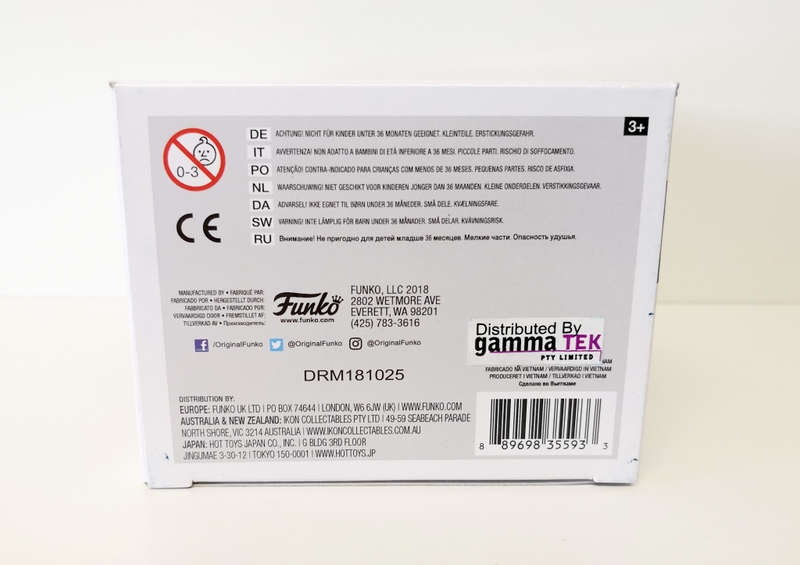 3+
0-3
DE ACHTUNG! NICHT FÜR KINDER UNTER 36 MONATEN GEEIGNET. KLEINTEILE. ERSTICKUNGSGEFAHR.
IT AVVERTENZA! NON ADATTO A BAMBINI DI ETÀ INFERIORE A 36 MESI. PICCOLE PARTI. RISCHIO DI SOFFOCAMENTO.
PO ATENÇÃO! CONTRA-INDICADO PARA CRIANÇAS COM MENOS DE 36 MESES. PEQUENAS PARTES. RISCO DE ASFIXIA.
NL WAARSCHUWING! NIET GESCHIKT VOOR KINDEREN JONGER DAN 36 MAANDEN. KLEINE ONDERDELEN. VERSTIKKINGSGEVAAR.
DA ADVARSEL! IKKE EGNET TIL BØRN UNDER 36 MÅNEDER. SMÅ DELE. KVÆLNINGSFARE.
SW VARNING! INTE LÄMPLIG FÖR BARN UNDER 36 MÅNADER. SMÅ DELAR. KVÄVNINGSRISK.
RU Внимание! Не пригодно для детей младше 36 месяцев. Мелкие части. Опасность удушья.
CE
MANUFACTURED BY • FABRIQUÉ PAR:
FABRICADO POR • HERGESTELLT DURCH:
FABBRICATO DA • FABRICADO POR:
VERVAARDIGD DOOR • FREMSTILLET AF:
TILLVERKAD AV • Производитель:
Funko
www.funko.com
FUNKO, LLC 2018
2802 WETMORE AVE
EVERETT, WA 98201
(425) 783-3616
/OriginalFunko /OriginalFunko @OriginalFunko
DRM181025
Distributed By
gamma TEK
PTY LIMITED
NAM
FABRICADO NÃ VIETNAM / VERVAARDIGD IN VIETNAM
PRODUCERET I VIETNAM / TILLVERKAD I VIETNAM
Сделано во Вьетнаме
DISTRIBUTION BY:
EUROPE: FUNKO UK LTD | PO BOX 74644 | LONDON, W6 6JW (UK) | WWW.FUNKO.COM
AUSTRALIA & NEW ZEALAND: IKON COLLECTABLES PTY LTD | 49-59 SEABEACH PARADE
NORTH SHORE, VIC 3214 AUSTRALIA | WWW.IKONCOLLECTABLES.COM.AU
JAPAN: HOT TOYS JAPAN CO., INC. | G BLDG 3RD FLOOR
JINGUMAE 3-30-12 | TOKYO 150-0001 | WWW.HOTTOYS.JP
8 89698 35593 3